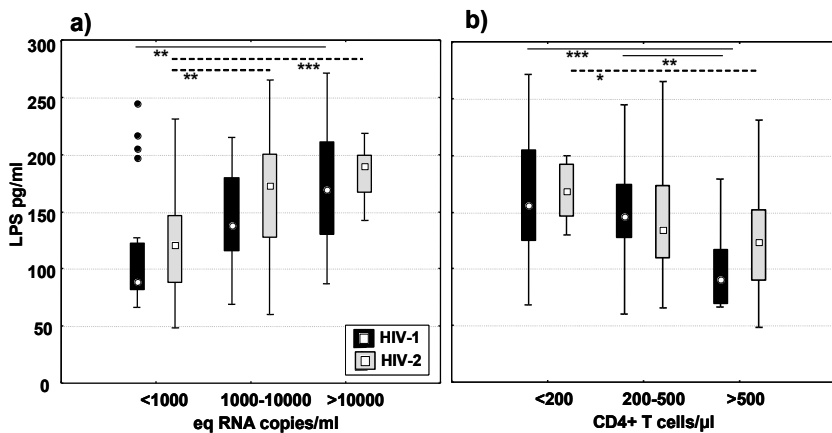 a)
b)
300
250
200
150
100
50
0
LPS pg/ml
**
**
***
***
**
*
HIV-1
HIV-2
<1000 1000-10000 >10000
eq RNA copies/ml
<200 200-500 >500
CD4+ T cells/µl